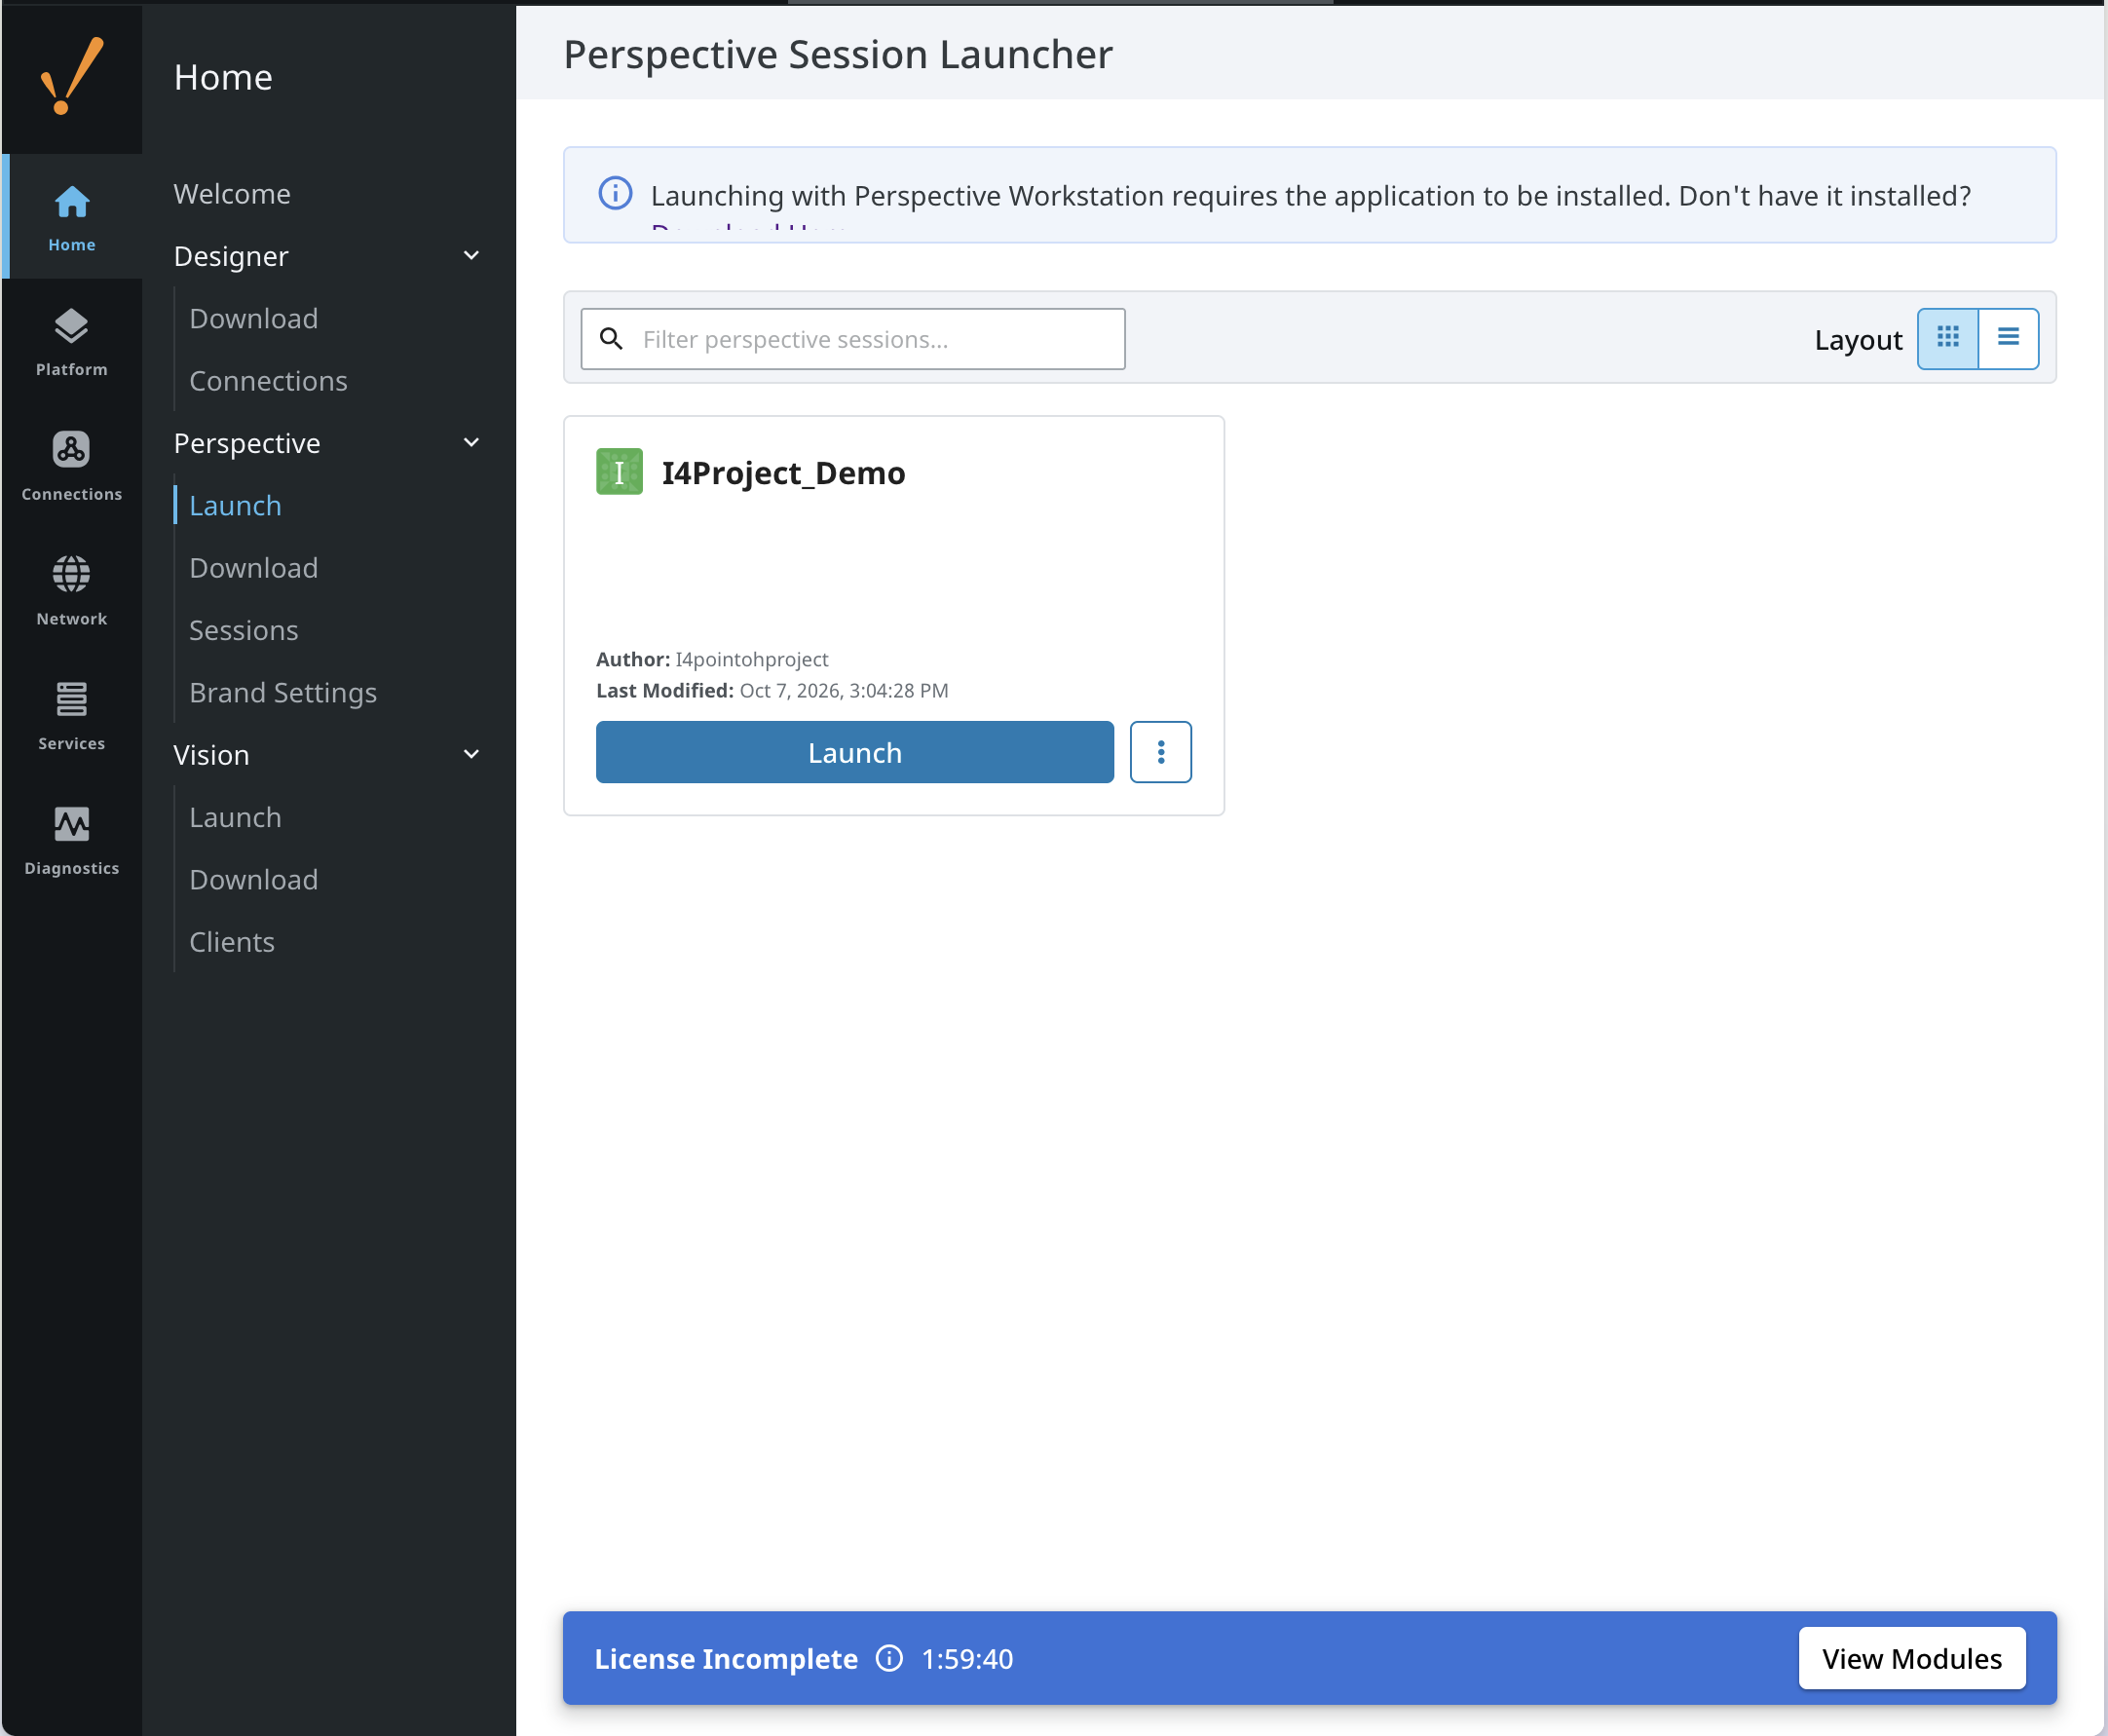 Home
Platform
Connections
Network
Services
Diagnostics
Home
Welcome
Designer
Download
Connections
Perspective
Launch
Download
Sessions
Brand Settings
Vision
Launch
Download
Clients
Perspective Session Launcher
Launching with Perspective Workstation requires the application to be installed. Don't have it installed?
Filter perspective sessions...
Layout
I
I4Project_Demo
Author: I4pointohproject
Last Modified: Oct 7, 2026, 3:04:28 PM
Launch
License Incomplete 1:59:40
View Modules